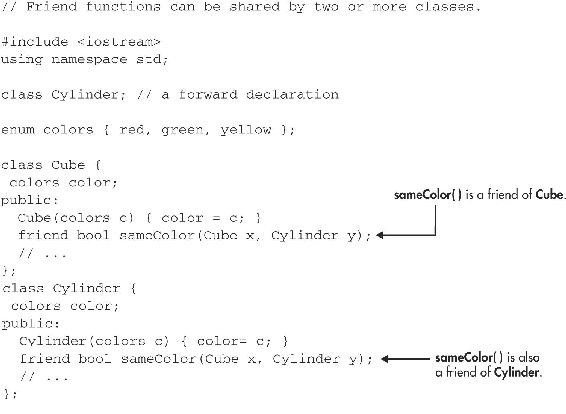 // Friend functions can be shared by two or more classes.

#include <iostream>
using namespace std;

class Cylinder; // a forward declaration

enum colors { red, green, yellow };

class Cube {
 colors color;
public:
  Cube(colors c) { color = c; }
  friend bool sameColor(Cube x, Cylinder y);
sameColor( ) is a friend of Cube.
  // ...
};
class Cylinder {
 colors color;
public:
  Cylinder(colors c) { color= c; }
  friend bool sameColor(Cube x, Cylinder y);
sameColor( ) is also
a friend of Cylinder.
  // ...
};